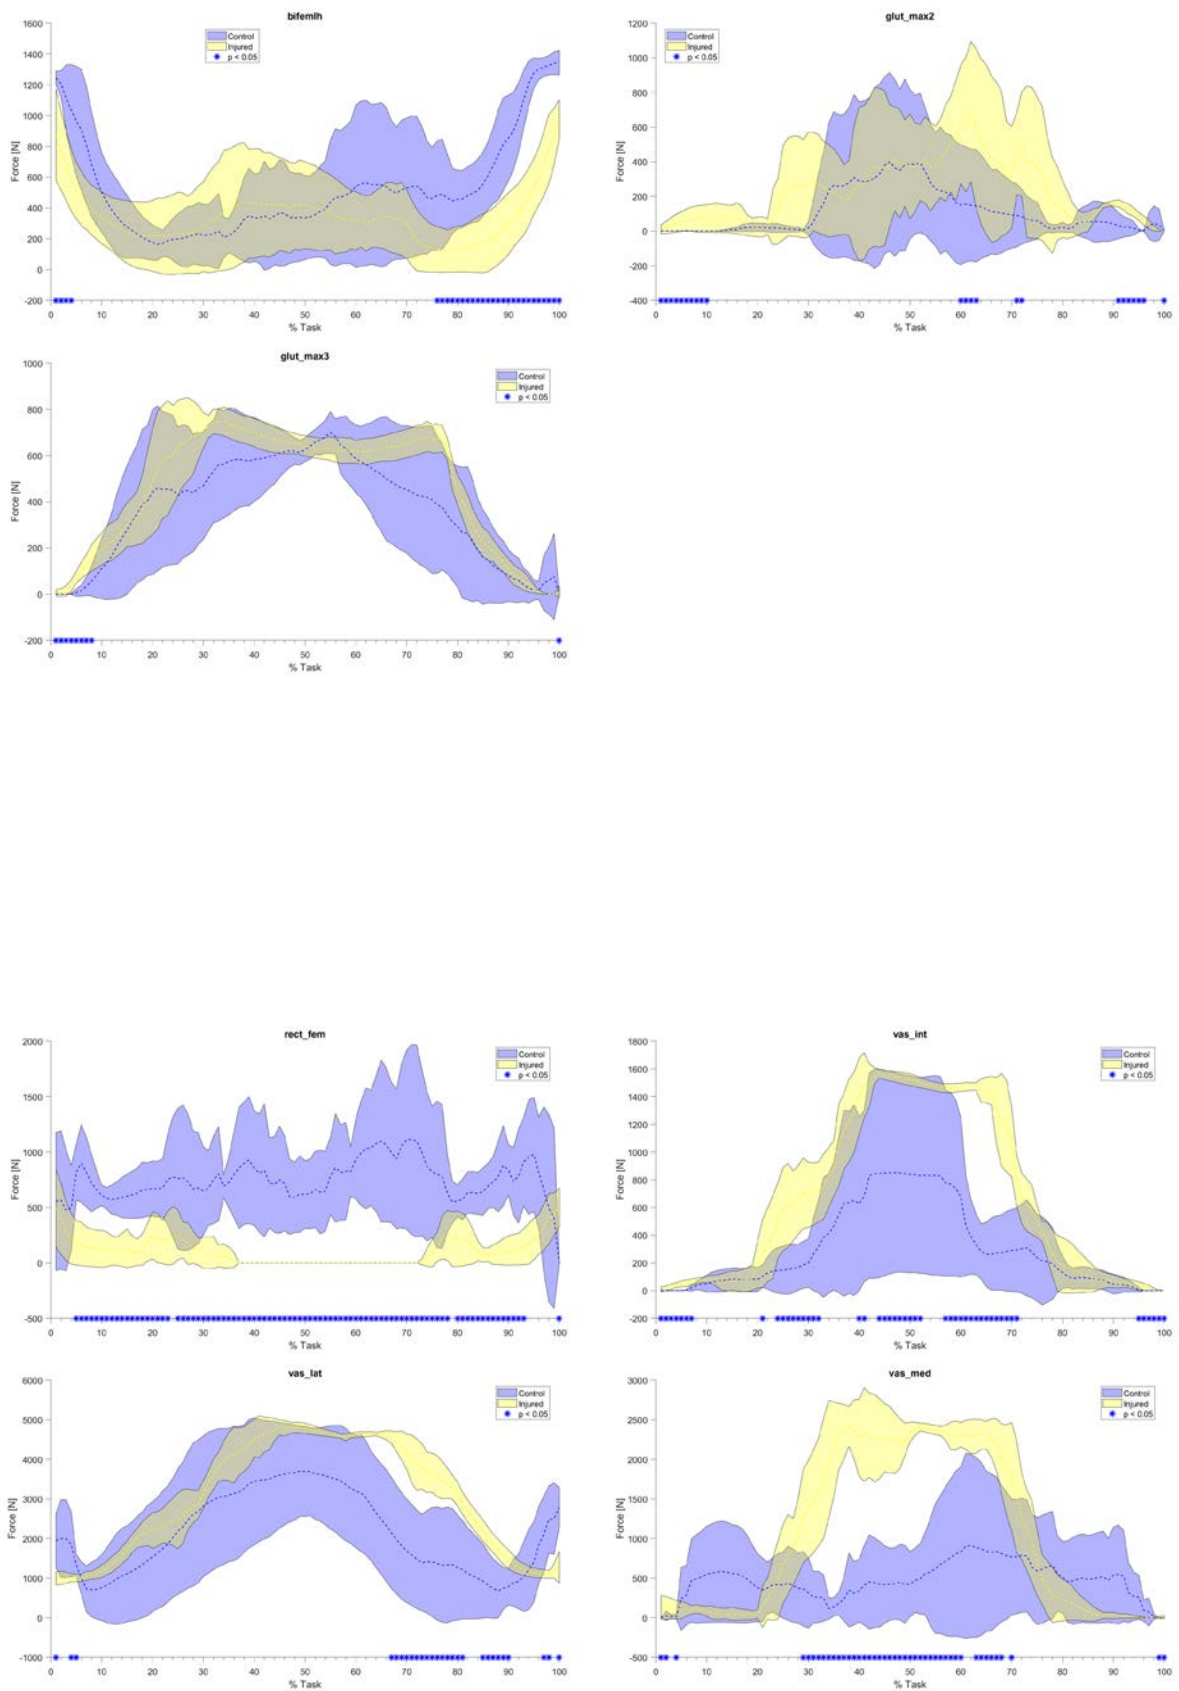 bifemlh
Control
Injured
p < 0.05
1600
1400
1200
1000
800
600
400
200
0
-200
Force [N]
0 10 20 30 40 50 60 70 80 90 100
% Task
glut_max2
Control
Injured
p < 0.05
1200
1000
800
600
400
200
0
-200
-400
Force [N]
0 10 20 30 40 50 60 70 80 90 100
% Task
glut_max3
Control
Injured
p < 0.05
1000
800
600
400
200
0
-200
Force [N]
0 10 20 30 40 50 60 70 80 90 100
% Task
rect_fem
Control
Injured
p < 0.05
2000
1500
1000
500
0
-500
Force [N]
0 10 20 30 40 50 60 70 80 90 100
% Task
vas_int
Control
Injured
p < 0.05
1800
1600
1400
1200
1000
800
600
400
200
0
-200
Force [N]
0 10 20 30 40 50 60 70 80 90 100
% Task
vas_lat
Control
Injured
p < 0.05
6000
5000
4000
3000
2000
1000
0
-1000
Force [N]
0 10 20 30 40 50 60 70 80 90 100
% Task
vas_med
Control
Injured
p < 0.05
3000
2500
2000
1500
1000
500
0
-500
Force [N]
0 10 20 30 40 50 60 70 80 90 100
% Task